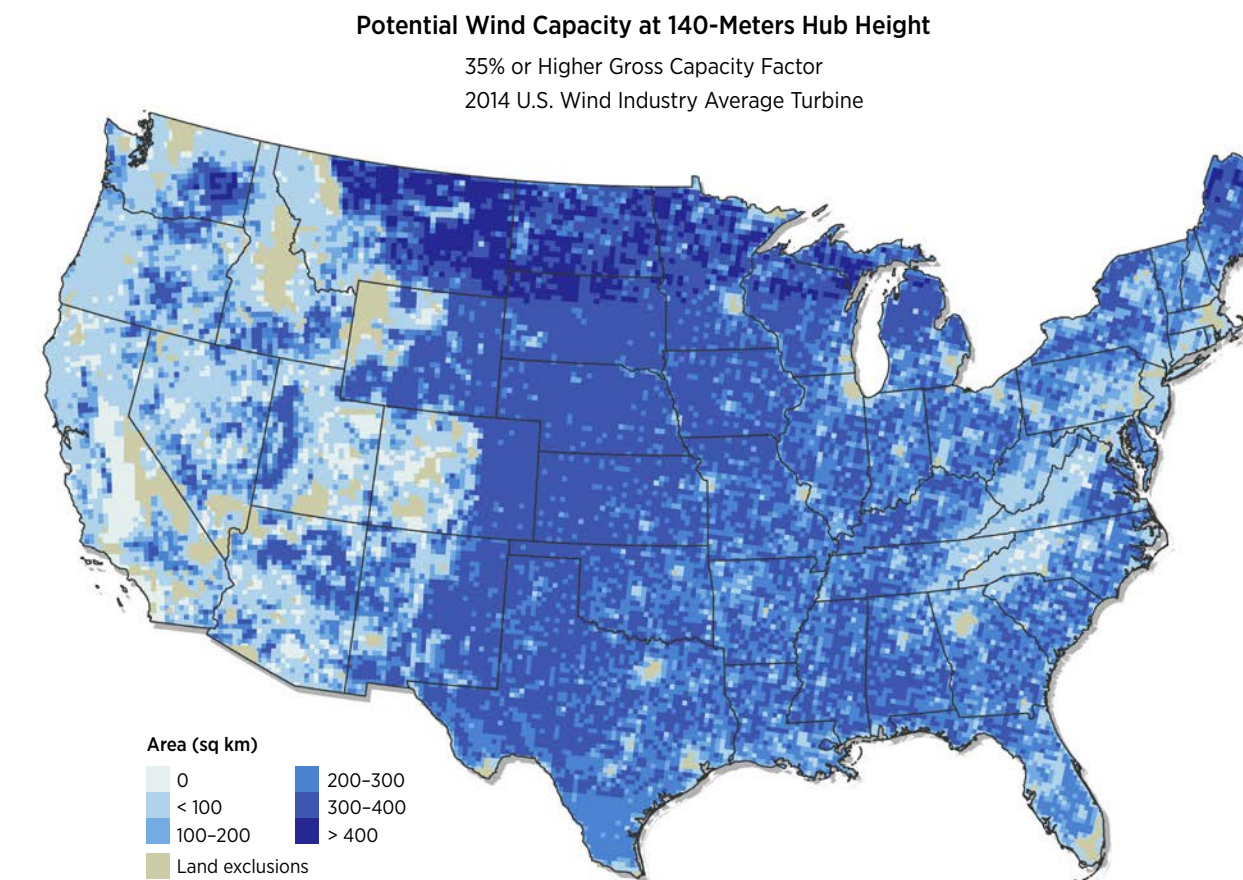 Potential Wind Capacity at 140-Meters Hub Height
35% or Higher Gross Capacity Factor
2014 U.S. Wind Industry Average Turbine
Area (sq km)
0
< 100
100–200
Land exclusions
200–300
300–400
> 400